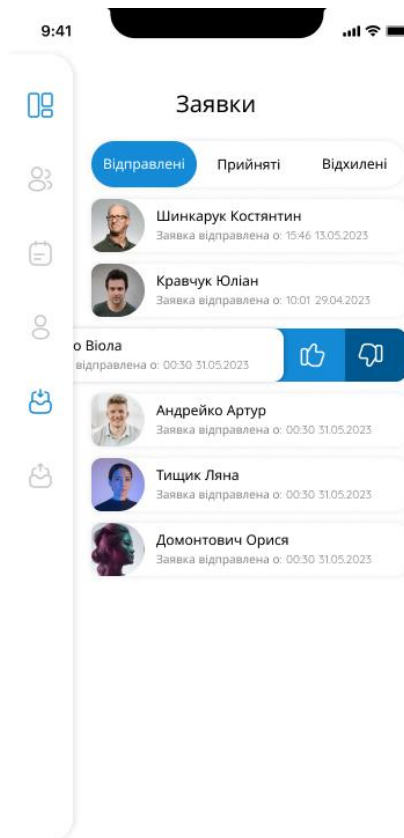 9:41
Заявки
Відправлені Прийняті Відхилені
Шинкарук Костянтин
Заявка відправлена о: 15:46 13.05.2023
Кравчук Юліан
Заявка відправлена о: 10:01 29.04.2023
о Віола
відправлена о: 00:30 31.05.2023
Андрейко Артур
Заявка відправлена о: 00:30 31.05.2023
Тищик Ляна
Заявка відправлена о: 00:30 31.05.2023
Домонтович Орися
Заявка відправлена о: 00:30 31.05.2023